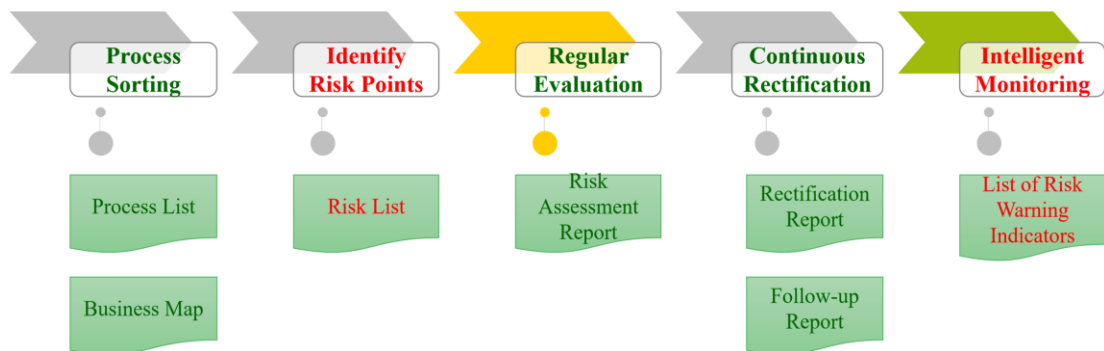 Process
Sorting
Identify
Risk Points
Regular
Evaluation
Continuous
Rectification
Intelligent
Monitoring
Process List
Risk List
Risk
Assessment
Report
Rectification
Report
List of Risk
Warning
Indicators
Business Map
Follow-up
Report